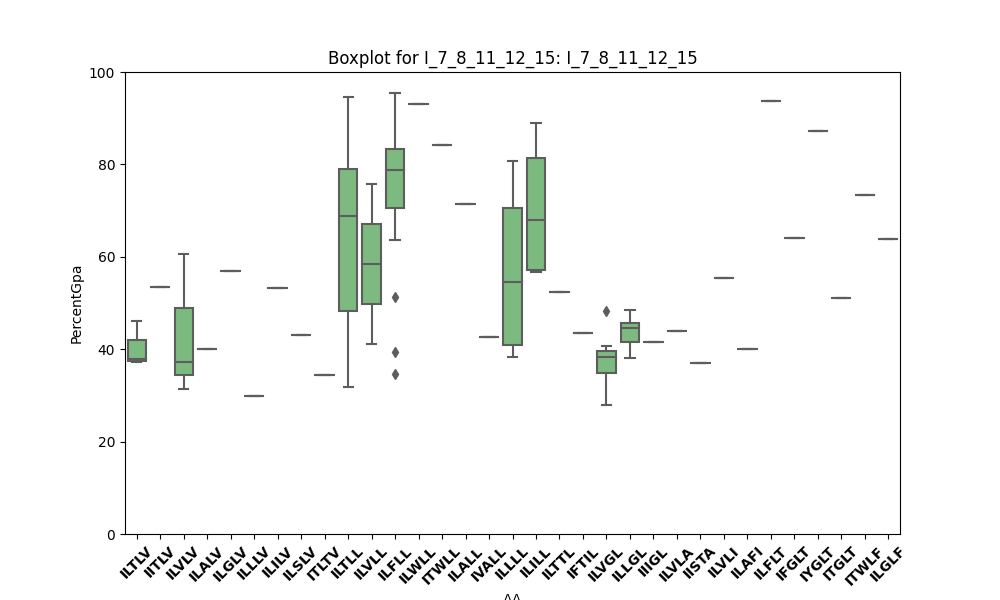 Boxplot for I_7_8_11_12_15: I_7_8_11_12_15
PercentGpa
100
80
60
40
20
0
ILTLV IITLV ILVLV ILALV ILGLV ILLLV ILILV ILSLV ITLTV ILTLL ILVLL ILFLL ILWLL ITWLL ILALL IVALL ILLLL ILILL ILTTL IFTIL ILVGL ILLGL IIIGL ILVLA IISTA ILVLI ILAFI ILFLT IFGLT IYGLT ITGLT ITWLF ILGLF
AA